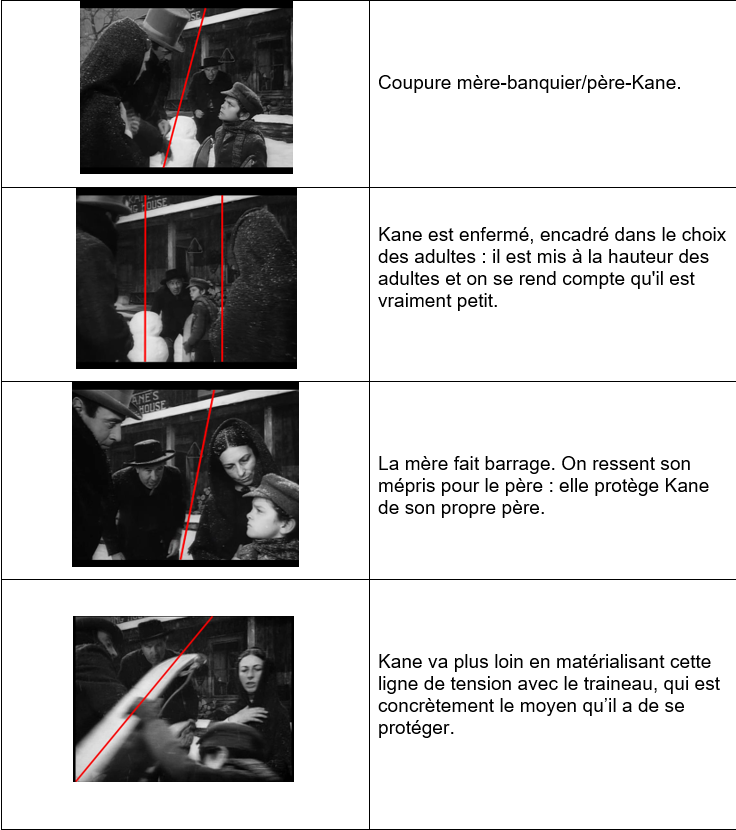 SE
Coupure mère-banquier/père-Kane.
HOUSE
Kane est enfermé, encadré dans le choix
des adultes : il est mis à la hauteur des
adultes et on se rend compte qu'il est
vraiment petit.
ANE'S
HOUSE
La mère fait barrage. On ressent son
mépris pour le père : elle protège Kane
de son propre père.
Kane va plus loin en matérialisant cette
ligne de tension avec le traineau, qui est
concrètement le moyen qu’il a de se
protéger.